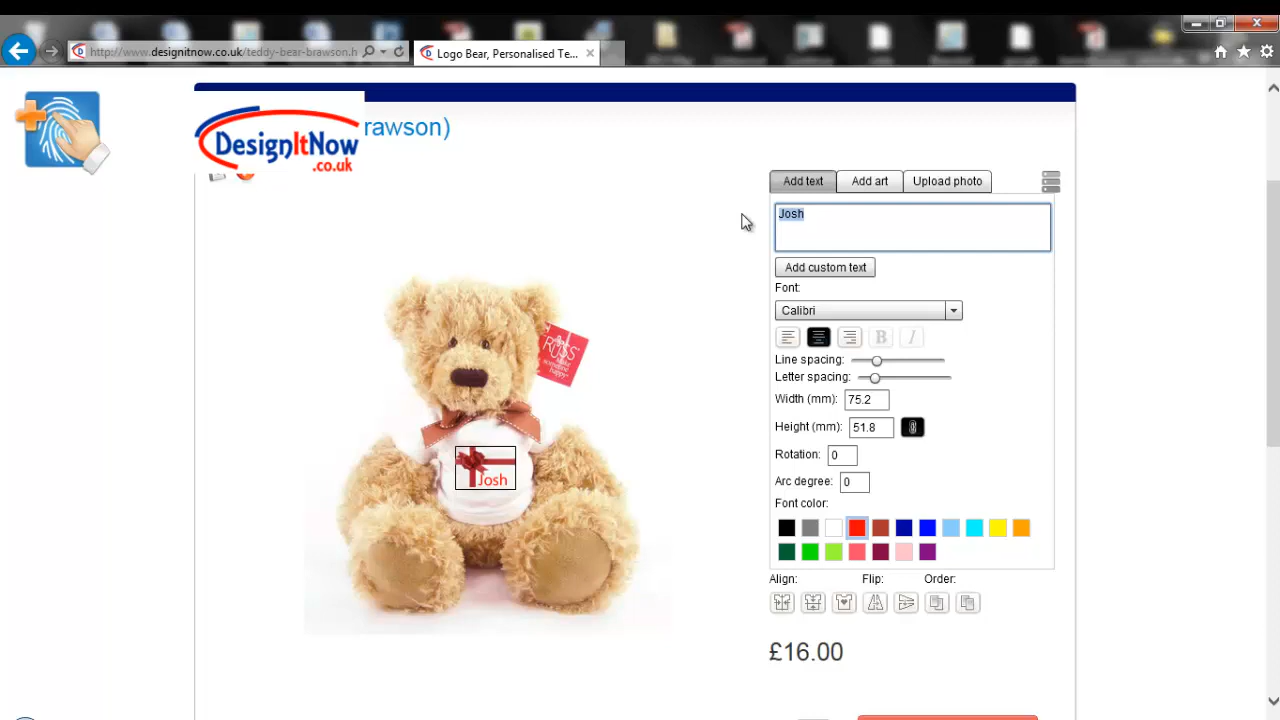 http://www.designitnow.co.uk/teddy-bear-brawson.h
Logo Bear, Personalised Te...
rawson)
DesignItNow
.co.uk
Add text
Add art
Upload photo
Josh
Add custom text
Font:
Calibri
B
I
Line spacing:
Letter spacing:
Width (mm): 75.2
Height (mm): 51.8
Rotation: 0
Arc degree: 0
Font color:
Align:
Flip:
Order:
£16.00
RUSS
Josh